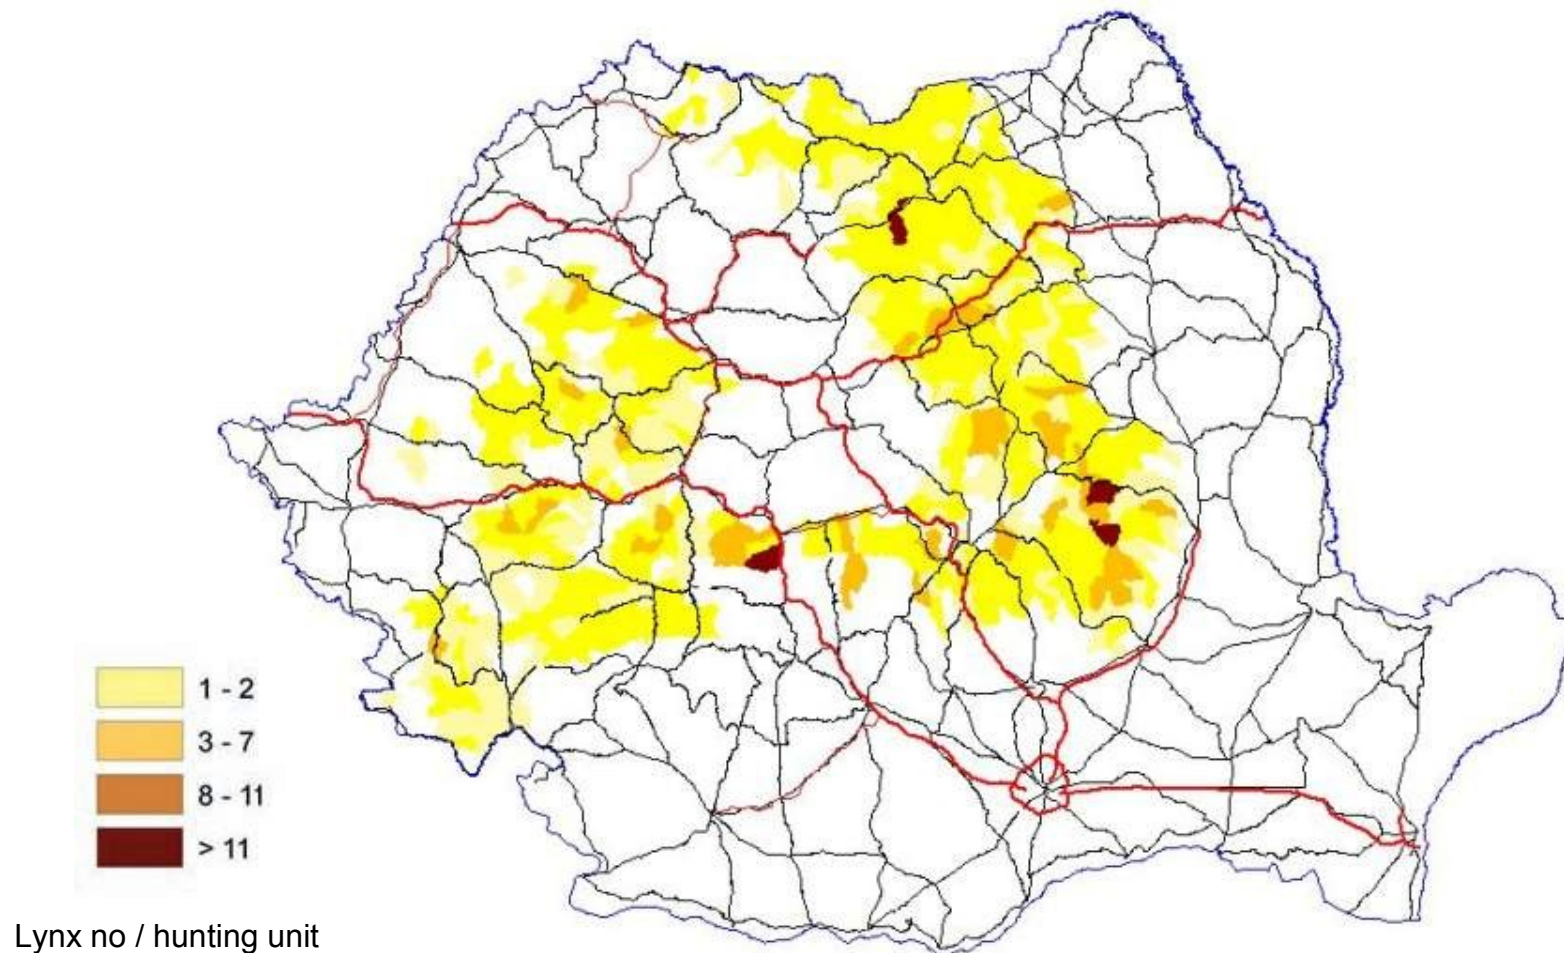 1 - 2
3 - 7
8 - 11
> 11
Lynx no / hunting unit